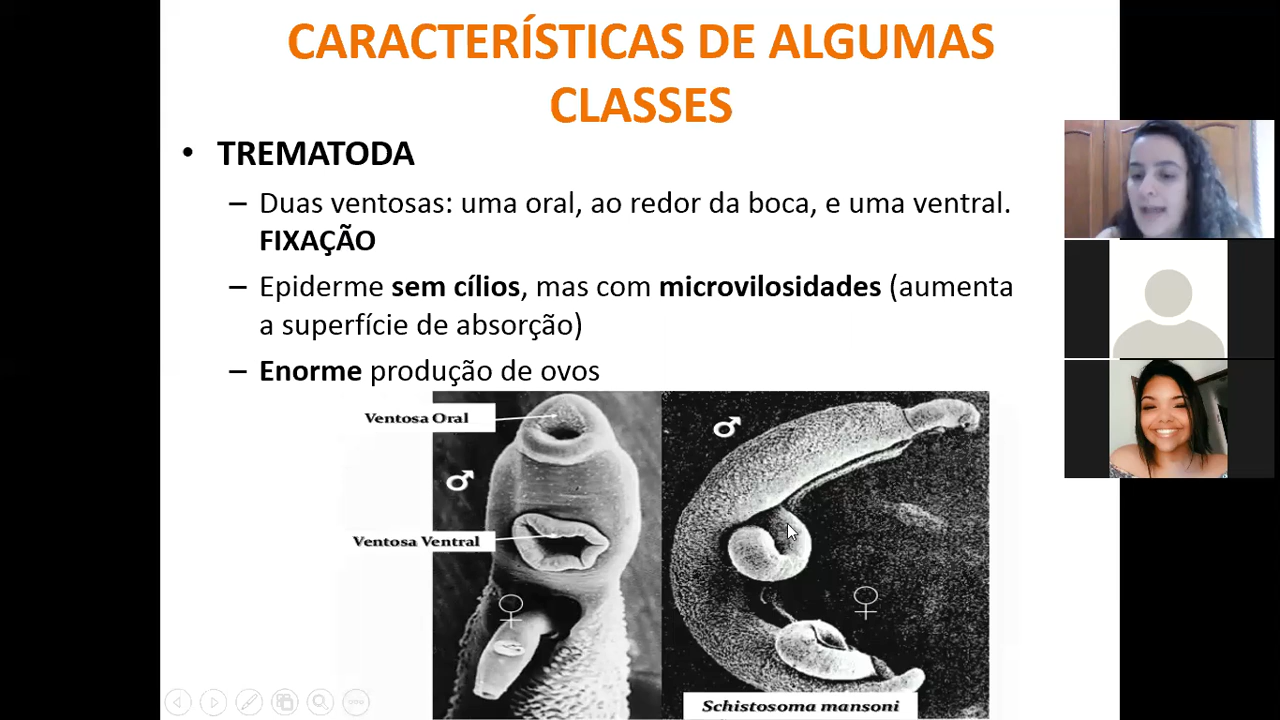 CARACTERÍSTICAS DE ALGUMAS
CLASSES
• TREMATODA
– Duas ventosas: uma oral, ao redor da boca, e uma ventral.
FIXAÇÃO
– Epiderme sem cílios, mas com microvilosidades (aumenta
a superfície de absorção)
– Enorme produção de ovos
Ventosa Oral
♂
♂
Ventosa Ventral
♀
♀
Schistosoma mansoni